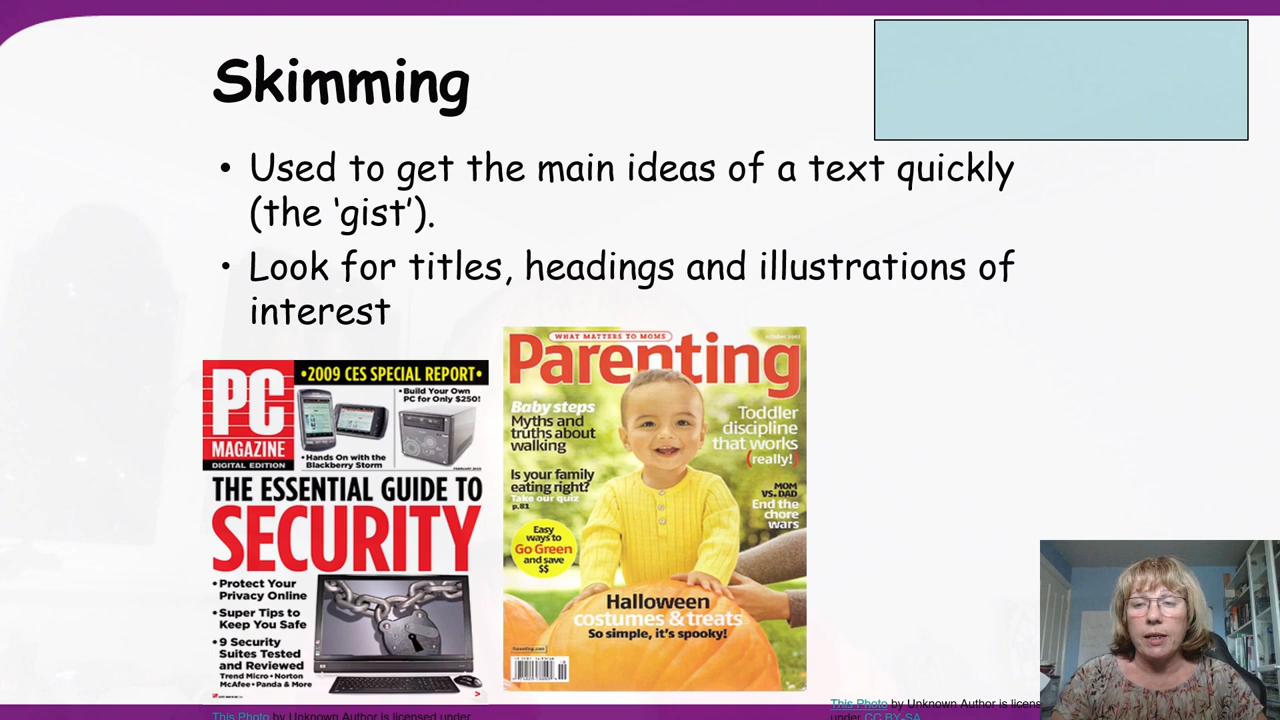 Skimming
• Used to get the main ideas of a text quickly
(the ‘gist’).
• Look for titles, headings and illustrations of
interest
PC
MAGAZINE
DIGITAL EDITION
•2009 CES SPECIAL REPORT•
•Build Your Own
PC for Only $250!
•Hands On with the
Blackberry Storm
THE ESSENTIAL GUIDE TO
SECURITY
•Protect Your
Privacy Online
•Super Tips to
Keep You Safe
•9 Security
Suites Tested
and Reviewed
Trend Micro • Norton
McAfee • Panda & More
WHAT MATTERS TO MOMS
Parenting
Baby steps
Myths and
truths about
walking
Is your family
eating right?
Take our quiz
p.81
Easy
ways to
Go Green
and save
$$
Toddler
discipline
that works
(really!)
MOM
VS. DAD
End the
chore
wars
Halloween
costumes & treats
So simple, it’s spooky!
This Photo by Unknown Author is licensed under
This Photo by Unknown Author is licens
under CC BY-SA